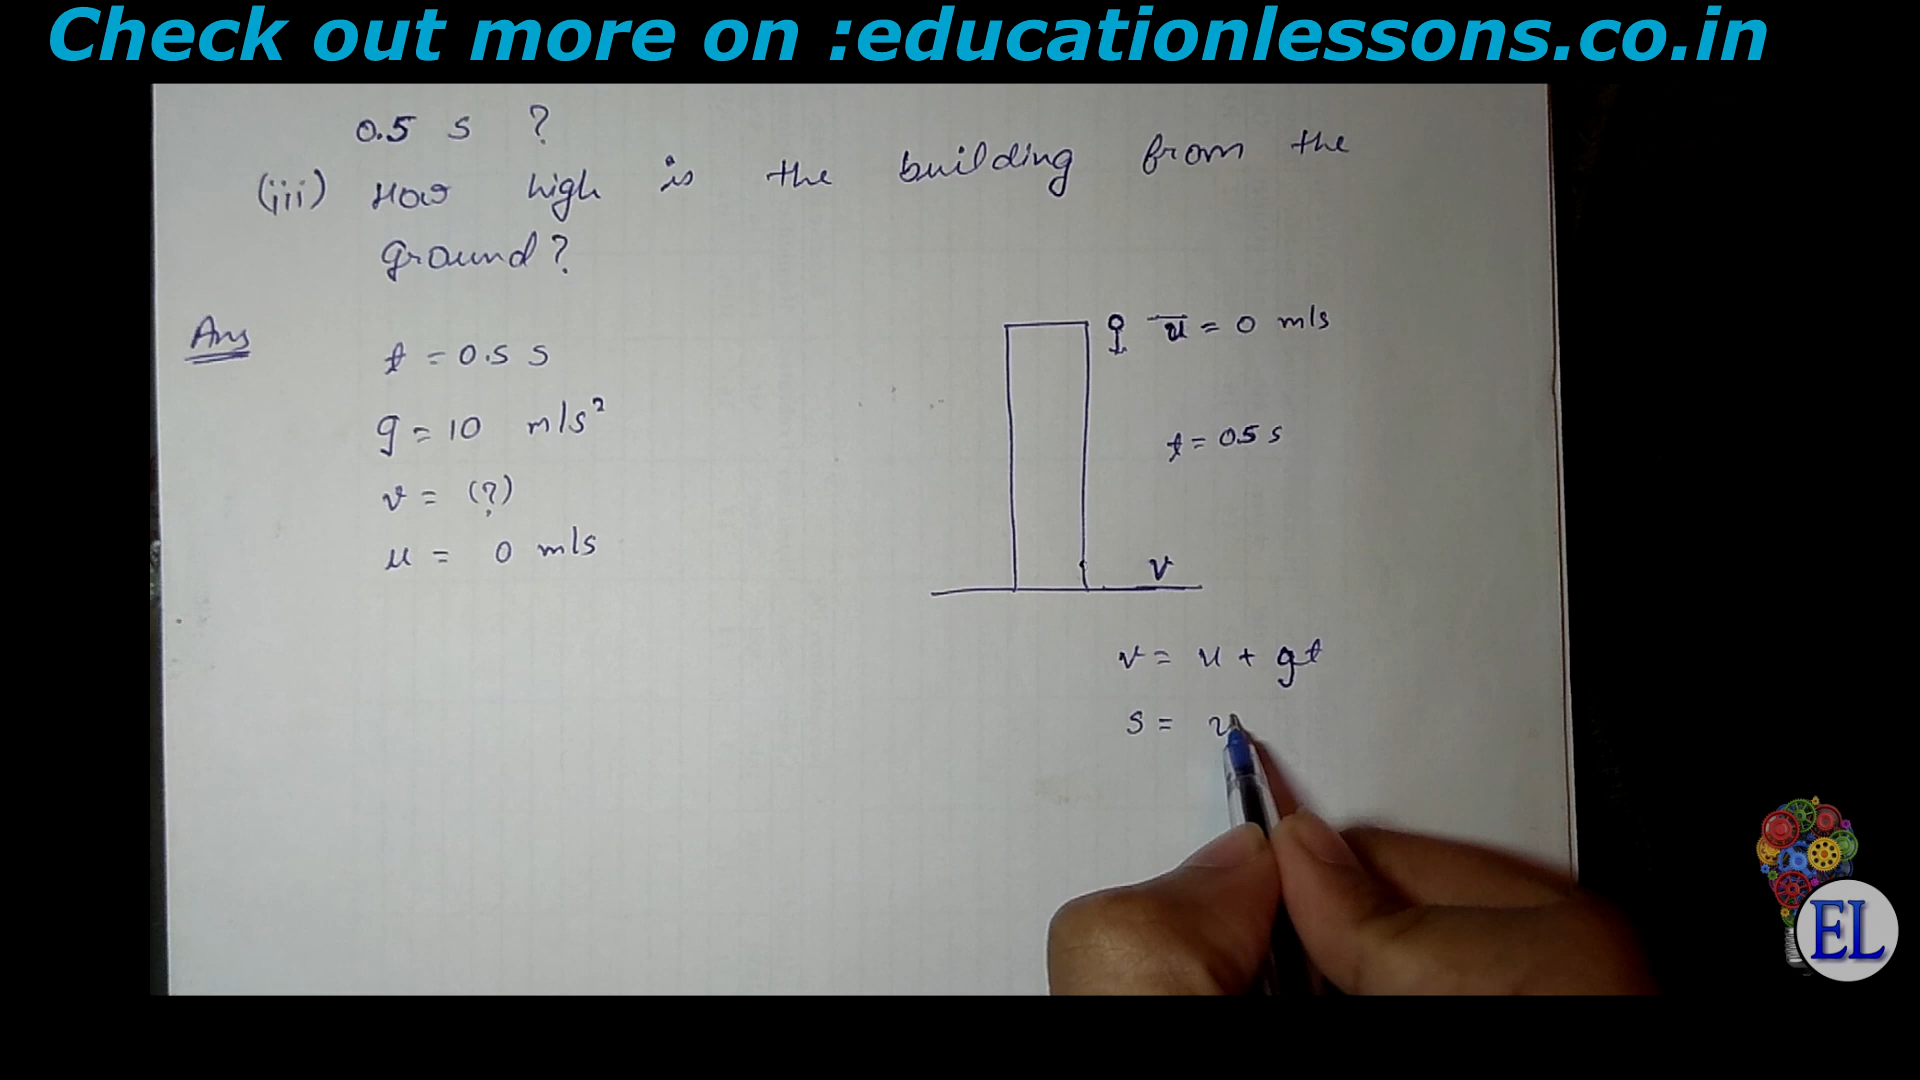 Check out more on :educationlessons.co.in
0.5 s ?
(iii) How high is the building from the
ground?
Ans
t = 0.5 s
g = 10 m/s²
v = (?)
u = 0 m/s
u = 0 m/s
t = 0.5 s
v
v = u + gt
s = u
EL